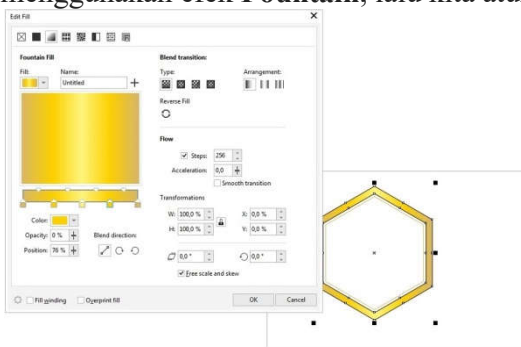 menggunakan efek Fountain, lalu kita atur
Edit Fill
Fountain Fill
Fill: Name:
Untitled
Color:
Opacity: 0 %
Position: 76 %
Blend direction:
Blend transition:
Type: Arrangement:
Reverse Fill
Flow
Steps: 256
Acceleration: 0,0
Smooth transition
Transformations
W: 100,0 % X: 0,0 %
H: 100,0 % Y: 0,0 %
0,0 ° 0,0 °
Free scale and skew
Fill winding Overprint fill OK Cancel